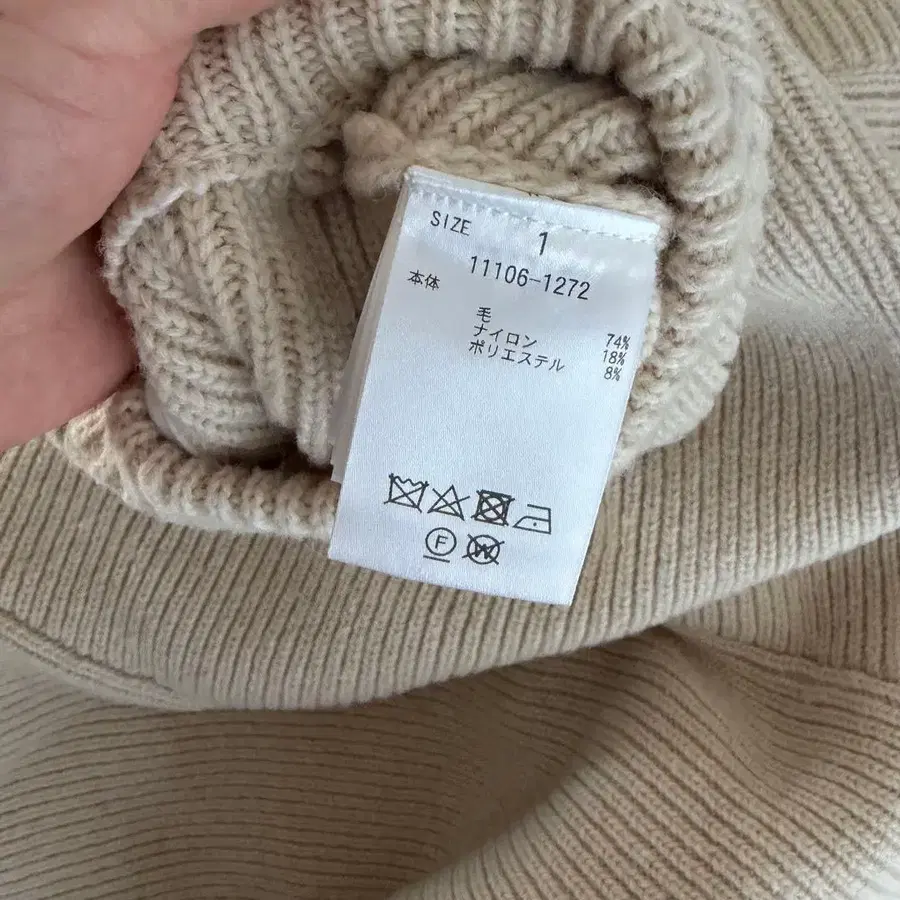 SIZE 1
11106-1272
本体
毛 74%
ナイロン 18%
ポリエステル 8%
F W